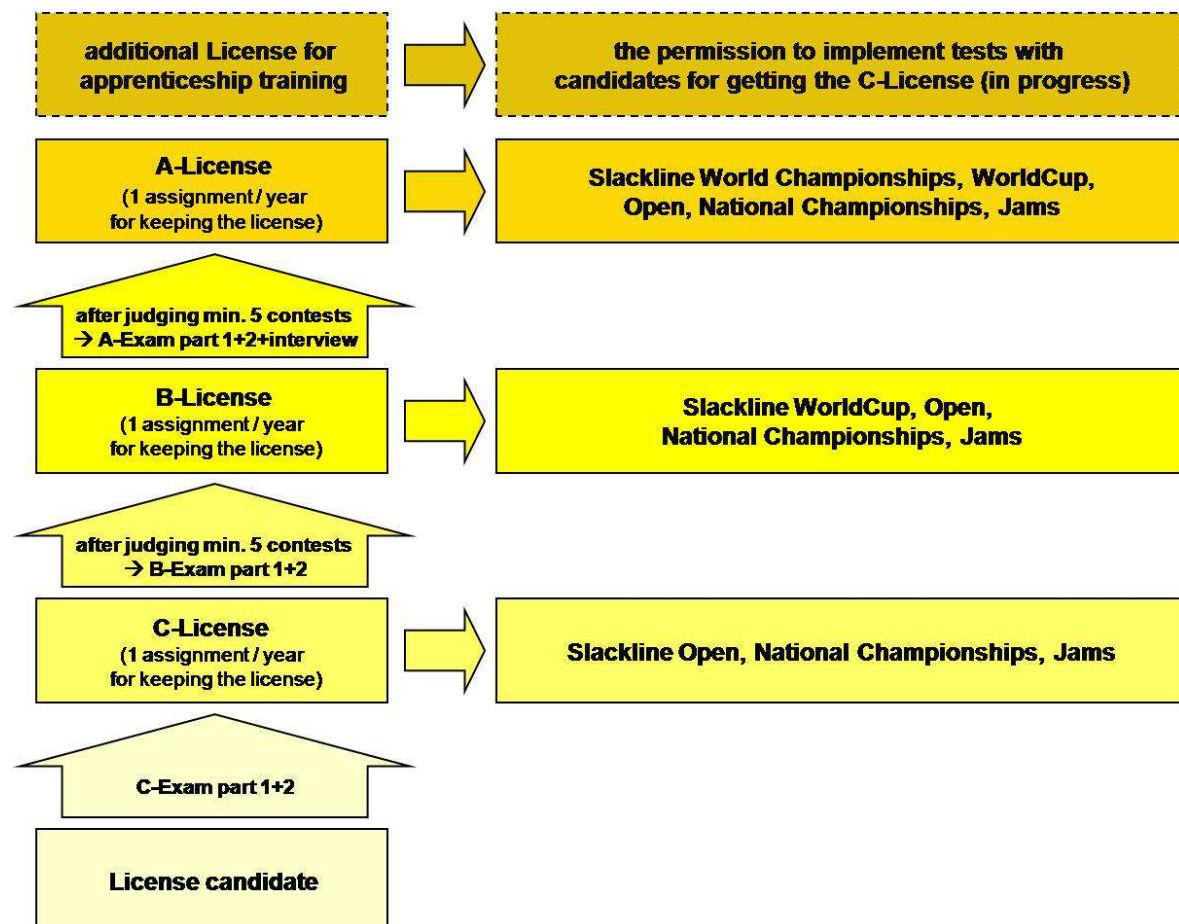 additional License for
apprenticeship training
the permission to implement tests with
candidates for getting the C-License (in progress)
A-License
(1 assignment / year
for keeping the license)
Slackline World Championships, WorldCup,
Open, National Championships, Jams
after judging min. 5 contests
→ A-Exam part 1+2+interview
B-License
(1 assignment / year
for keeping the license)
Slackline WorldCup, Open,
National Championships, Jams
after judging min. 5 contests
→ B-Exam part 1+2
C-License
(1 assignment / year
for keeping the license)
Slackline Open, National Championships, Jams
C-Exam part 1+2
License candidate